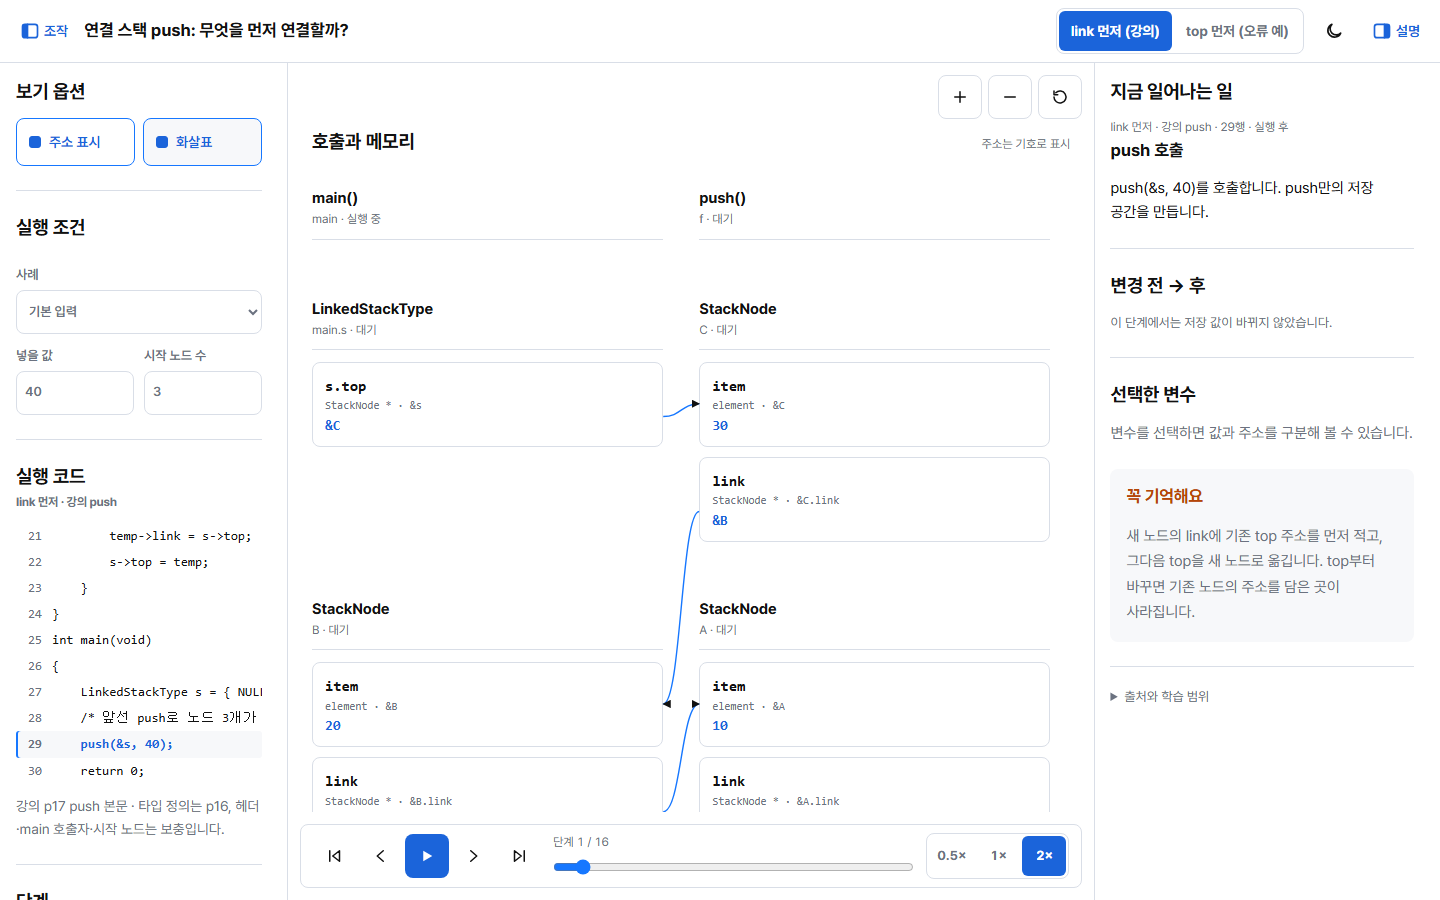 조작
연결 스택 push: 무엇을 먼저 연결할까?
link 먼저 (강의)
top 먼저 (오류 예)
설명
보기 옵션
주소 표시
화살표
실행 조건
사례
기본 입력
넣을 값
시작 노드 수
40
3
실행 코드
link 먼저 · 강의 push
21 temp->link = s->top;
22 s->top = temp;
23 }
24 }
25 int main(void)
26 {
27 LinkedStackType s = { NULL
28 /* 앞선 push로 노드 3개가
29 push(&s, 40);
30 return 0;
강의 p17 push 본문 · 타입 정의는 p16, 헤더
·main 호출자·시작 노드는 보충입니다.
단계
호출과 메모리
주소는 기호로 표시
main()
main · 실행 중
push()
f · 대기
LinkedStackType
main.s · 대기
s.top
StackNode * · &s
&C
StackNode
C · 대기
item
element · &C
30
link
StackNode * · &C.link
&B
StackNode
B · 대기
item
element · &B
20
link
StackNode * · &B.link
StackNode
A · 대기
item
element · &A
10
link
StackNode * · &A.link
단계 1 / 16
0.5×
1×
2×
지금 일어나는 일
link 먼저 · 강의 push · 29행 · 실행 후
push 호출
push(&s, 40)를 호출합니다. push만의 저장
공간을 만듭니다.
변경 전 → 후
이 단계에서는 저장 값이 바뀌지 않았습니다.
선택한 변수
변수를 선택하면 값과 주소를 구분해 볼 수 있습니다.
꼭 기억해요
새 노드의 link에 기존 top 주소를 먼저 적고,
그다음 top을 새 노드로 옮깁니다. top부터
바꾸면 기존 노드의 주소를 담은 곳이
사라집니다.
출처와 학습 범위